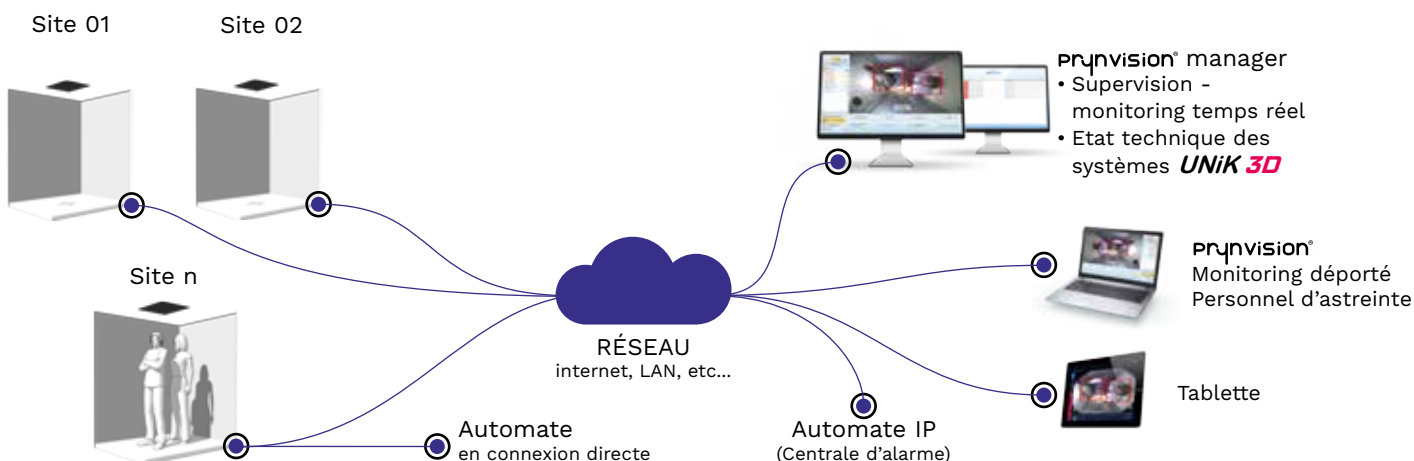 Site 01
Site 02
Site n
RÉSEAU
internet, LAN, etc...
Automate
en connexion directe
Automate IP
(Centrale d’alarme)
prynvision® manager
• Supervision -
monitoring temps réel
• Etat technique des
systèmes UNiK 3D
prynvision®
Monitoring déporté
Personnel d’astreinte
Tablette